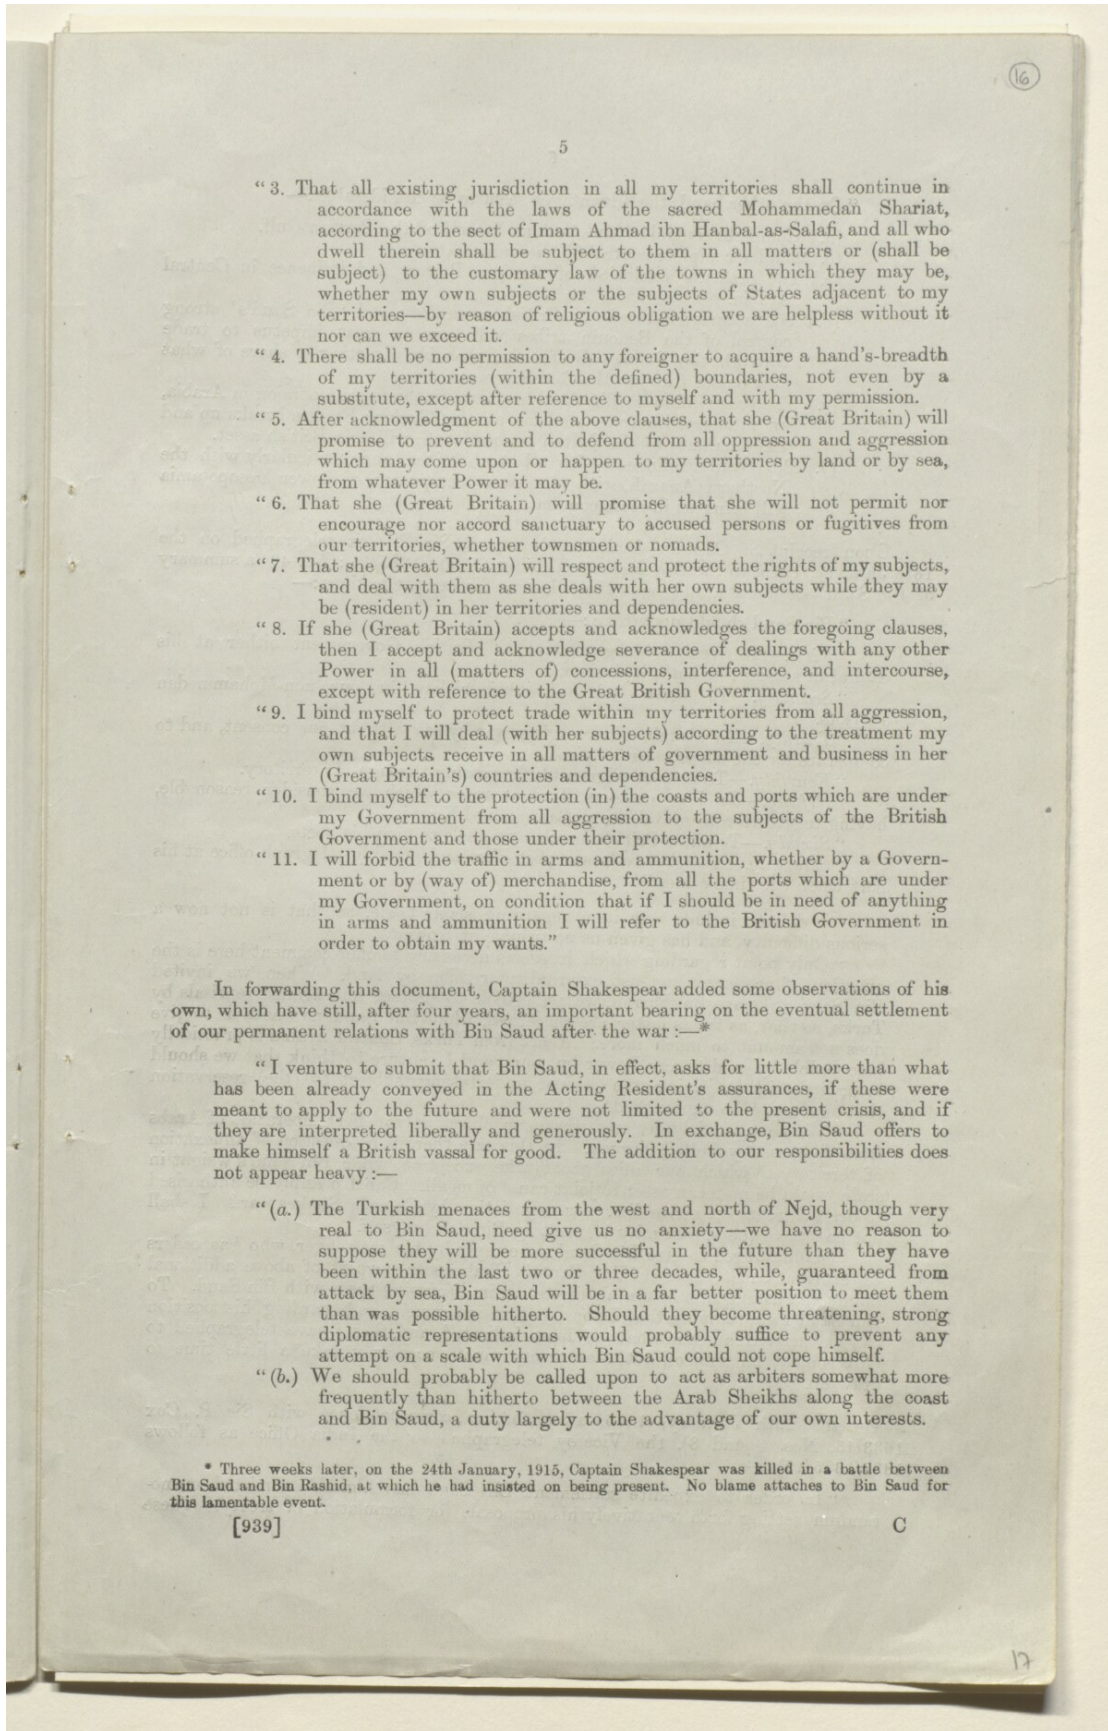 16
5
“ 3. That all existing jurisdiction in all my territories shall continue in
accordance with the laws of the sacred Mohammedan Shariat,
according to the sect of Imam Ahmad ibn Hanbal-as-Salafi, and all who
dwell therein shall be subject to them in all matters or (shall be
subject) to the customary law of the towns in which they may be,
whether my own subjects or the subjects of States adjacent to my
territories—by reason of religious obligation we are helpless without it
nor can we exceed it.
“ 4. There shall be no permission to any foreigner to acquire a hand's-breadth
of my territories (within the defined) boundaries, not even by a
substitute, except after reference to myself and with my permission.
“ 5. After acknowledgment of the above clauses, that she (Great Britain) will
promise to prevent and to defend from all oppression and aggression
which may come upon or happen to my territories by land or by sea,
from whatever Power it may be.
“ 6. That she (Great Britain) will promise that she will not permit nor
encourage nor accord sanctuary to accused persons or fugitives from
our territories, whether townsmen or nomads.
“ 7. That she (Great Britain) will respect and protect the rights of my subjects,
and deal with them as she deals with her own subjects while they may
be (resident) in her territories and dependencies.
“ 8. If she (Great Britain) accepts and acknowledges the foregoing clauses,
then I accept and acknowledge severance of dealings with any other
Power in all (matters of) concessions, interference, and intercourse,
except with reference to the Great British Government.
“ 9. I bind myself to protect trade within my territories from all aggression,
and that I will deal (with her subjects) according to the treatment my
own subjects receive in all matters of government and business in her
(Great Britain's) countries and dependencies.
“ 10. I bind myself to the protection (in) the coasts and ports which are under
my Government from all aggression to the subjects of the British
Government and those under their protection.
“ 11. I will forbid the traffic in arms and ammunition, whether by a Govern-
ment or by (way of) merchandise, from all the ports which are under
my Government, on condition that if I should be in need of anything
in arms and ammunition I will refer to the British Government in
order to obtain my wants.”
In forwarding this document, Captain Shakespear added some observations of his
own, which have still, after four years, an important bearing on the eventual settlement
of our permanent relations with Bin Saud after the war :—*
“ I venture to submit that Bin Saud, in effect, asks for little more than what
has been already conveyed in the Acting Resident's assurances, if these were
meant to apply to the future and were not limited to the present crisis, and if
they are interpreted liberally and generously. In exchange, Bin Saud offers to
make himself a British vassal for good. The addition to our responsibilities does
not appear heavy :—
“ (a.) The Turkish menaces from the west and north of Nejd, though very
real to Bin Saud, need give us no anxiety—we have no reason to
suppose they will be more successful in the future than they have
been within the last two or three decades, while, guaranteed from
attack by sea, Bin Saud will be in a far better position to meet them
than was possible hitherto. Should they become threatening, strong
diplomatic representations would probably suffice to prevent any
attempt on a scale with which Bin Saud could not cope himself.
“ (b.) We should probably be called upon to act as arbiters somewhat more
frequently than hitherto between the Arab Sheikhs along the coast
and Bin Saud, a duty largely to the advantage of our own interests.
* Three weeks later, on the 24th January, 1915, Captain Shakespear was killed in a battle between
Bin Saud and Bin Rashid, at which he had insisted on being present. No blame attaches to Bin Saud for
this lamentable event.
[939] C
17